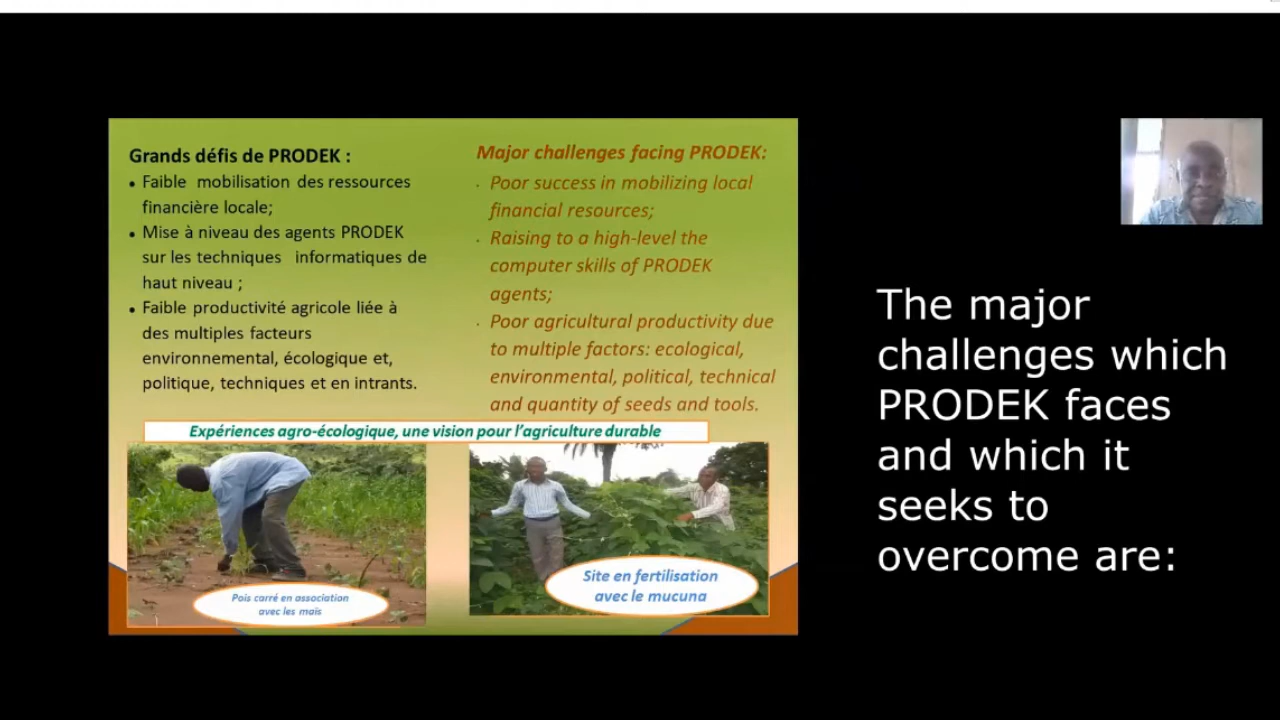 Grands défis de PRODEK :
• Faible mobilisation des ressources
financière locale;
• Mise à niveau des agents PRODEK
sur les techniques informatiques de
haut niveau ;
• Faible productivité agricole liée à
des multiples facteurs
environnemental, écologique et,
politique, techniques et en intrants.
Major challenges facing PRODEK:
· Poor success in mobilizing local
financial resources;
· Raising to a high-level the
computer skills of PRODEK
agents;
· Poor agricultural productivity due
to multiple factors: ecological,
environmental, political, technical
and quantity of seeds and tools.
Expériences agro-écologique, une vision pour l'agriculture durable
Pois carré en association
avec les maïs
Site en fertilisation
avec le mucuna
The major
challenges which
PRODEK faces
and which it
seeks to
overcome are: